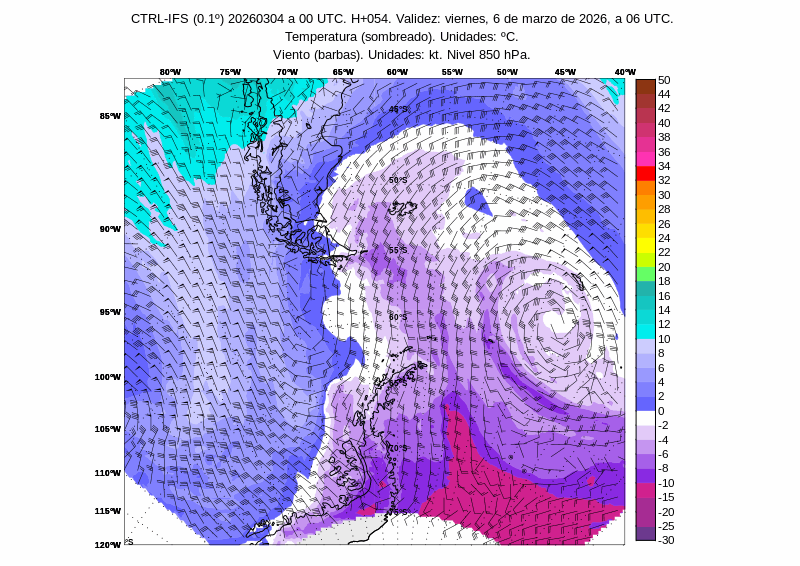 CTRL-IFS (0.1º) 20260304 a 00 UTC. H+054. Validez: viernes, 6 de marzo de 2026, a 06 UTC.
Temperatura (sombreado). Unidades: ºC.
Viento (barbas). Unidades: kt. Nivel 850 hPa.
80°W 75°W 70°W 65°W 60°W 55°W 50°W 45°W 40°W
50
44
45°S
85°W
42
40
38
36
34
32
50°S
30
28
90°W
26
24
55°S
22
20
18
16
95°W
60°S
14
12
10
8
6
100°W
4
2
0
105°W
-2
-4
70°S
-6
110°W
-8
-10
-15
115°W
-20
-25
120°W
-30